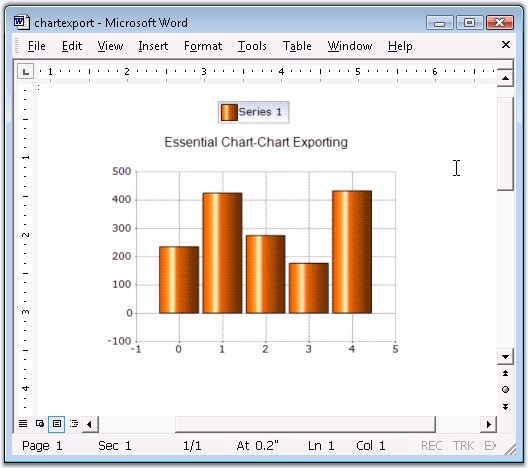 chartexport - Microsoft Word
File Edit View Insert Format Tools Table Window Help ×
L 1 1 2 3 4 5 6
Series 1
Essential Chart-Chart Exporting
500
400
300
200
100
0
-100
-1 0 1 2 3 4 5
1
2
3
4
Page 1 Sec 1 1/1 At 0.2" Ln 1 Col 1 REC TRK EX